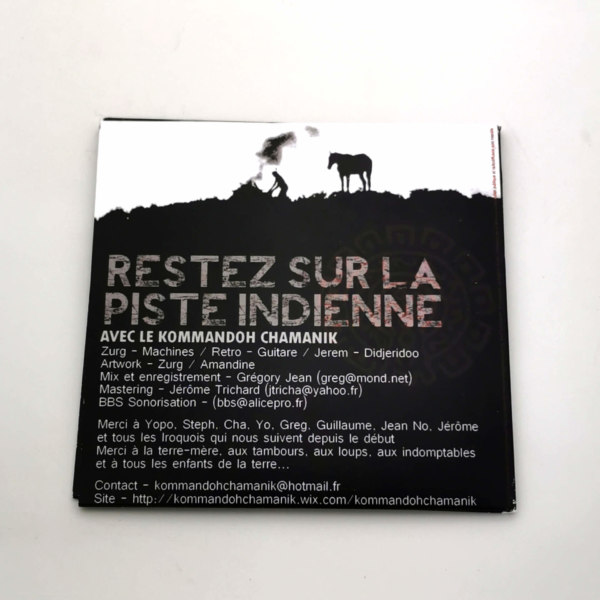 RESTEZ SUR LA
PISTE INDIENNE
AVEC LE KOMMANDOH CHAMANIK
Zurg - Machines / Retro - Guitare / Jerem - Didjeridoo
Artwork - Zurg / Amandine
Mix et enregistrement - Grégory Jean (greg@mond.net)
Mastering - Jérôme Trichard (jtricha@yahoo.fr)
BBS Sonorisation - (bbs@alicepro.fr)
Merci à Yopo, Steph, Cha, Yo, Greg, Guillaume, Jean No, Jérôme
et tous les Iroquois qui nous suivent depuis le début
Merci à la terre-mère, aux tambours, aux loups, aux indomptables
et à tous les enfants de la terre...
Contact - kommandohchamanik@hotmail.fr
Site - http://kommandohchamanik.wix.com/kommandohchamanik